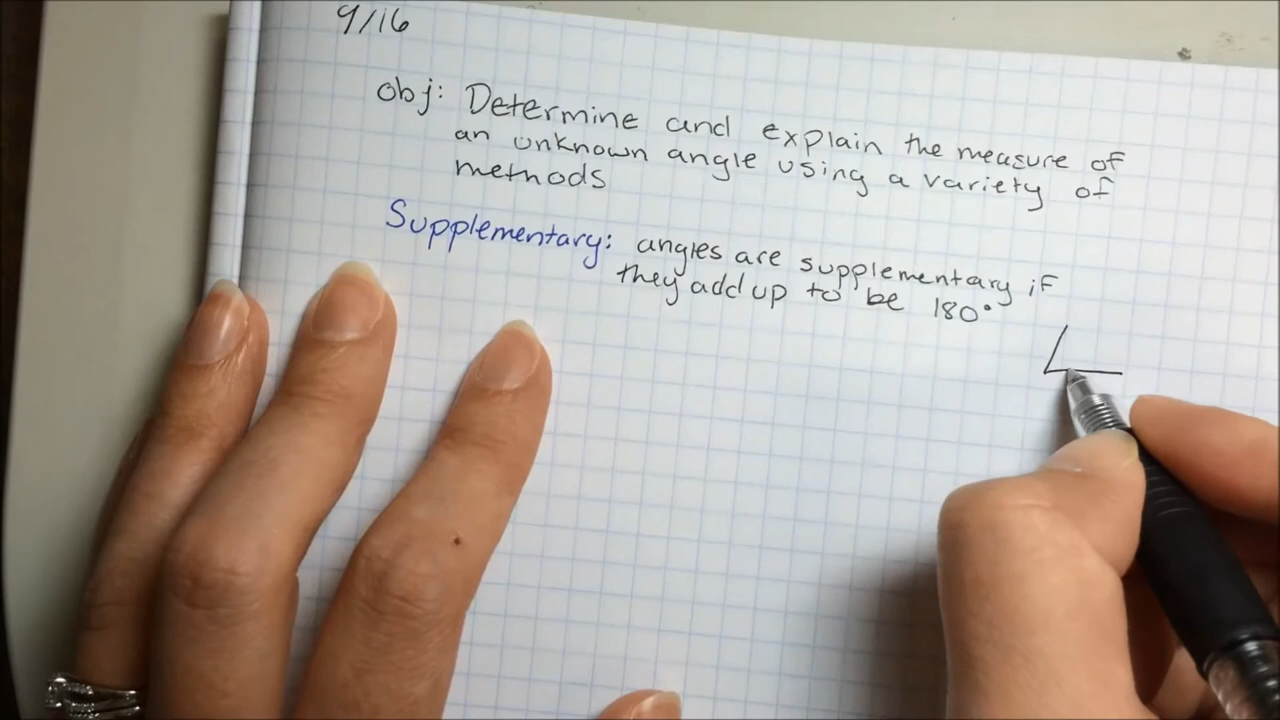 9/16
obj: Determine and explain the measure of
an unknown angle using a variety of
methods
Supplementary: angles are supplementary if
they add up to be 180°